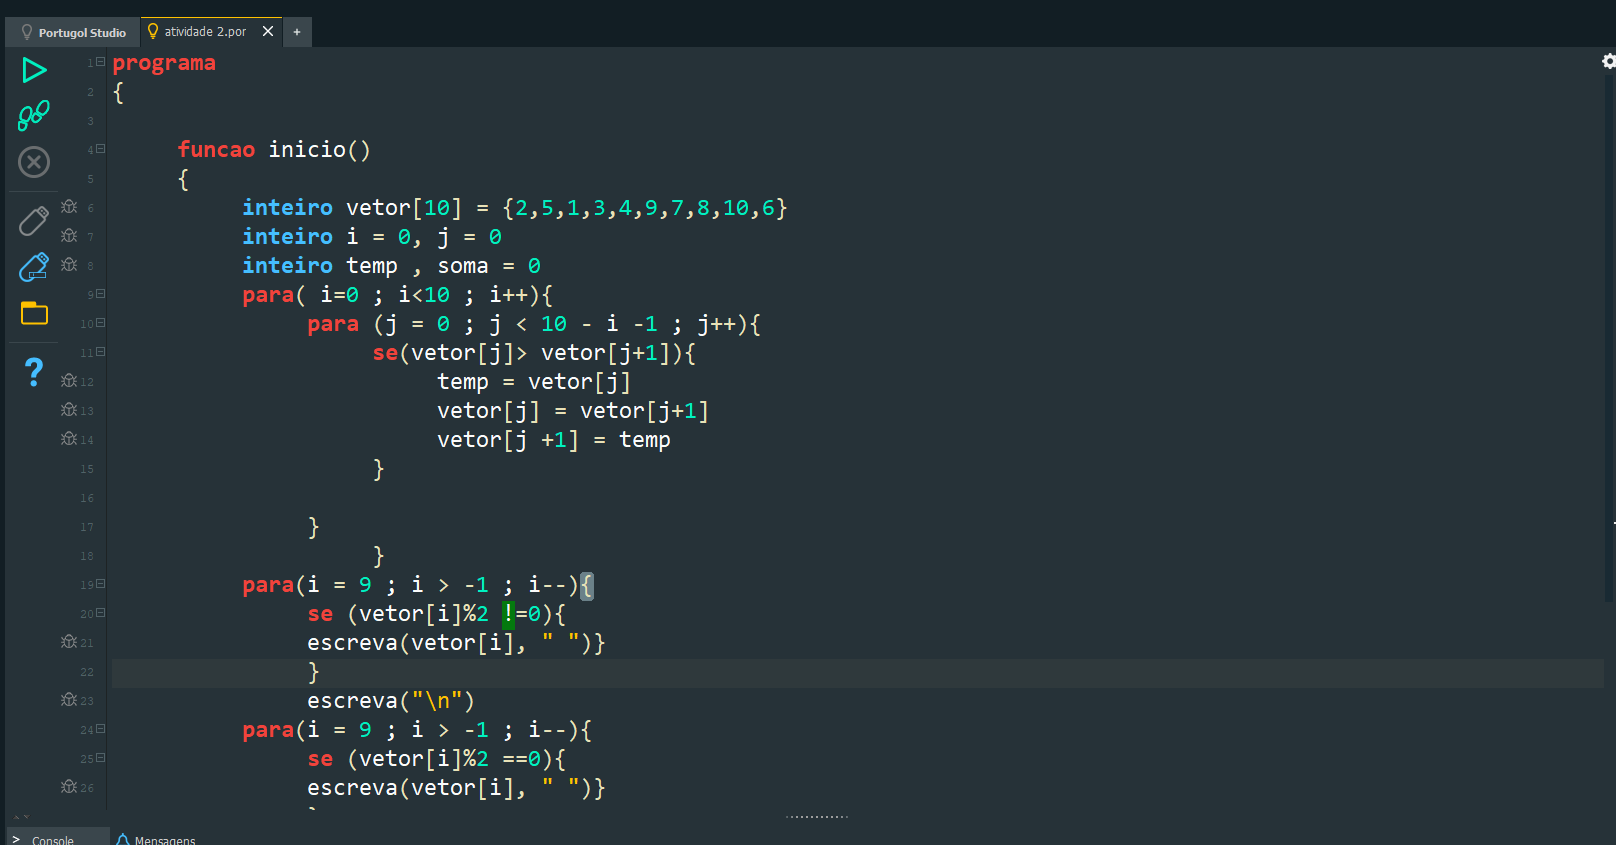 Portugol Studio atividade 2.por X +
1 programa
2 {
3
4 funcao inicio()
5 {
6 inteiro vetor[10] = {2,5,1,3,4,9,7,8,10,6}
7 inteiro i = 0, j = 0
8 inteiro temp , soma = 0
9 para( i=0 ; i<10 ; i++){
10 para (j = 0 ; j < 10 - i -1 ; j++){
11 se(vetor[j]> vetor[j+1]){
12 temp = vetor[j]
13 vetor[j] = vetor[j+1]
14 vetor[j +1] = temp
15 }
16
17 }
18 }
19 para(i = 9 ; i > -1 ; i--){
20 se (vetor[i]%2 !=0){
21 escreva(vetor[i], " ")}
22 }
23 escreva("\n")
24 para(i = 9 ; i > -1 ; i--){
25 se (vetor[i]%2 ==0){
26 escreva(vetor[i], " ")}
> Console Mensagens